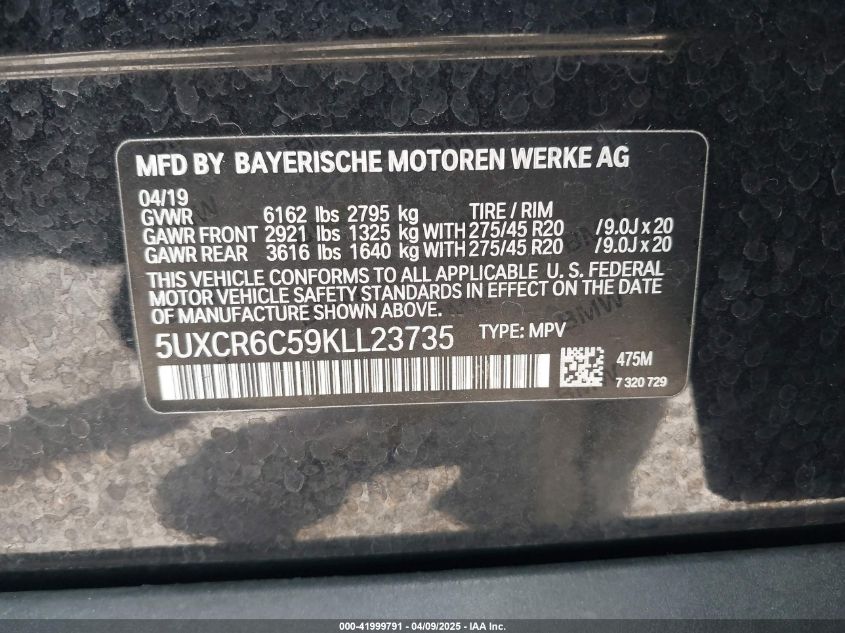 MFD BY BAYERISCHE MOTOREN WERKE AG
04/19
GVWR 6162 lbs 2795 kg TIRE / RIM
GAWR FRONT 2921 lbs 1325 kg WITH 275/45 R20 /9.0J x 20
GAWR REAR 3616 lbs 1640 kg WITH 275/45 R20 /9.0J x 20
THIS VEHICLE CONFORMS TO ALL APPLICABLE U. S. FEDERAL
MOTOR VEHICLE SAFETY STANDARDS IN EFFECT ON THE DATE
OF MANUFACTURE SHOWN ABOVE.
5UXCR6C59KLL23735 TYPE: MPV
475M
7 320 729
000-41999791 - 04/09/2025 - IAA Inc.